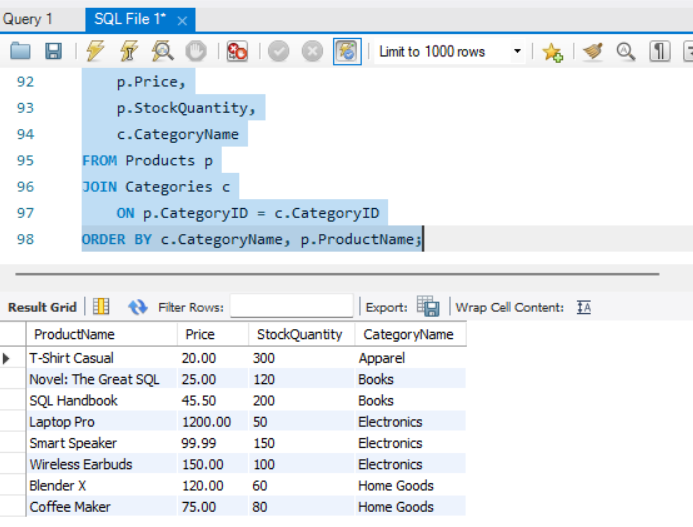 Query 1 SQL File 1*
Limit to 1000 rows
92 p.Price,
93 p.StockQuantity,
94 c.CategoryName
95 FROM Products p
96 JOIN Categories c
97 ON p.CategoryID = c.CategoryID
98 ORDER BY c.CategoryName, p.ProductName;
Result Grid Filter Rows: Export: Wrap Cell Content:
ProductName Price StockQuantity CategoryName
T-Shirt Casual 20.00 300 Apparel
Novel: The Great SQL 25.00 120 Books
SQL Handbook 45.50 200 Books
Laptop Pro 1200.00 50 Electronics
Smart Speaker 99.99 150 Electronics
Wireless Earbuds 150.00 100 Electronics
Blender X 120.00 60 Home Goods
Coffee Maker 75.00 80 Home Goods